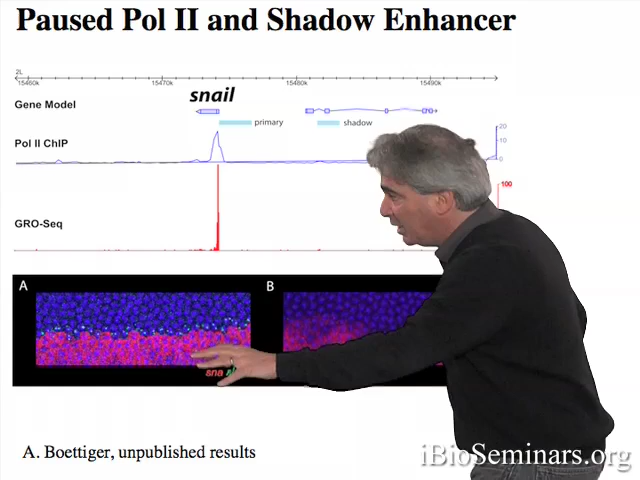 Paused Pol II and Shadow Enhancer
2L
15460k 15470k 15480k 15490k
snail
Gene Model
primary shadow
Pol II ChIP
20
10
0
100
GRO-Seq
A B
sna
A. Boettiger, unpublished results
iBioSeminars.org